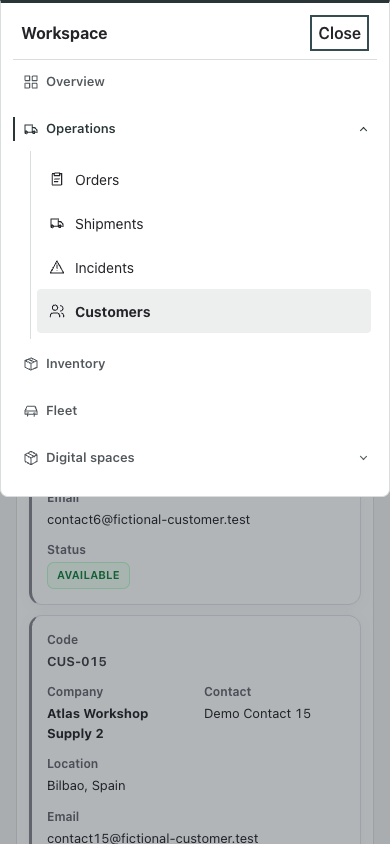 Workspace
Close
Overview
Operations
Orders
Shipments
Incidents
Customers
Inventory
Fleet
Digital spaces
Email
contact6@fictional-customer.test
Status
AVAILABLE
Code
CUS-015
Company
Contact
Atlas Workshop
Supply 2
Demo Contact 15
Location
Bilbao, Spain
Email
contact15@fictional-customer.test